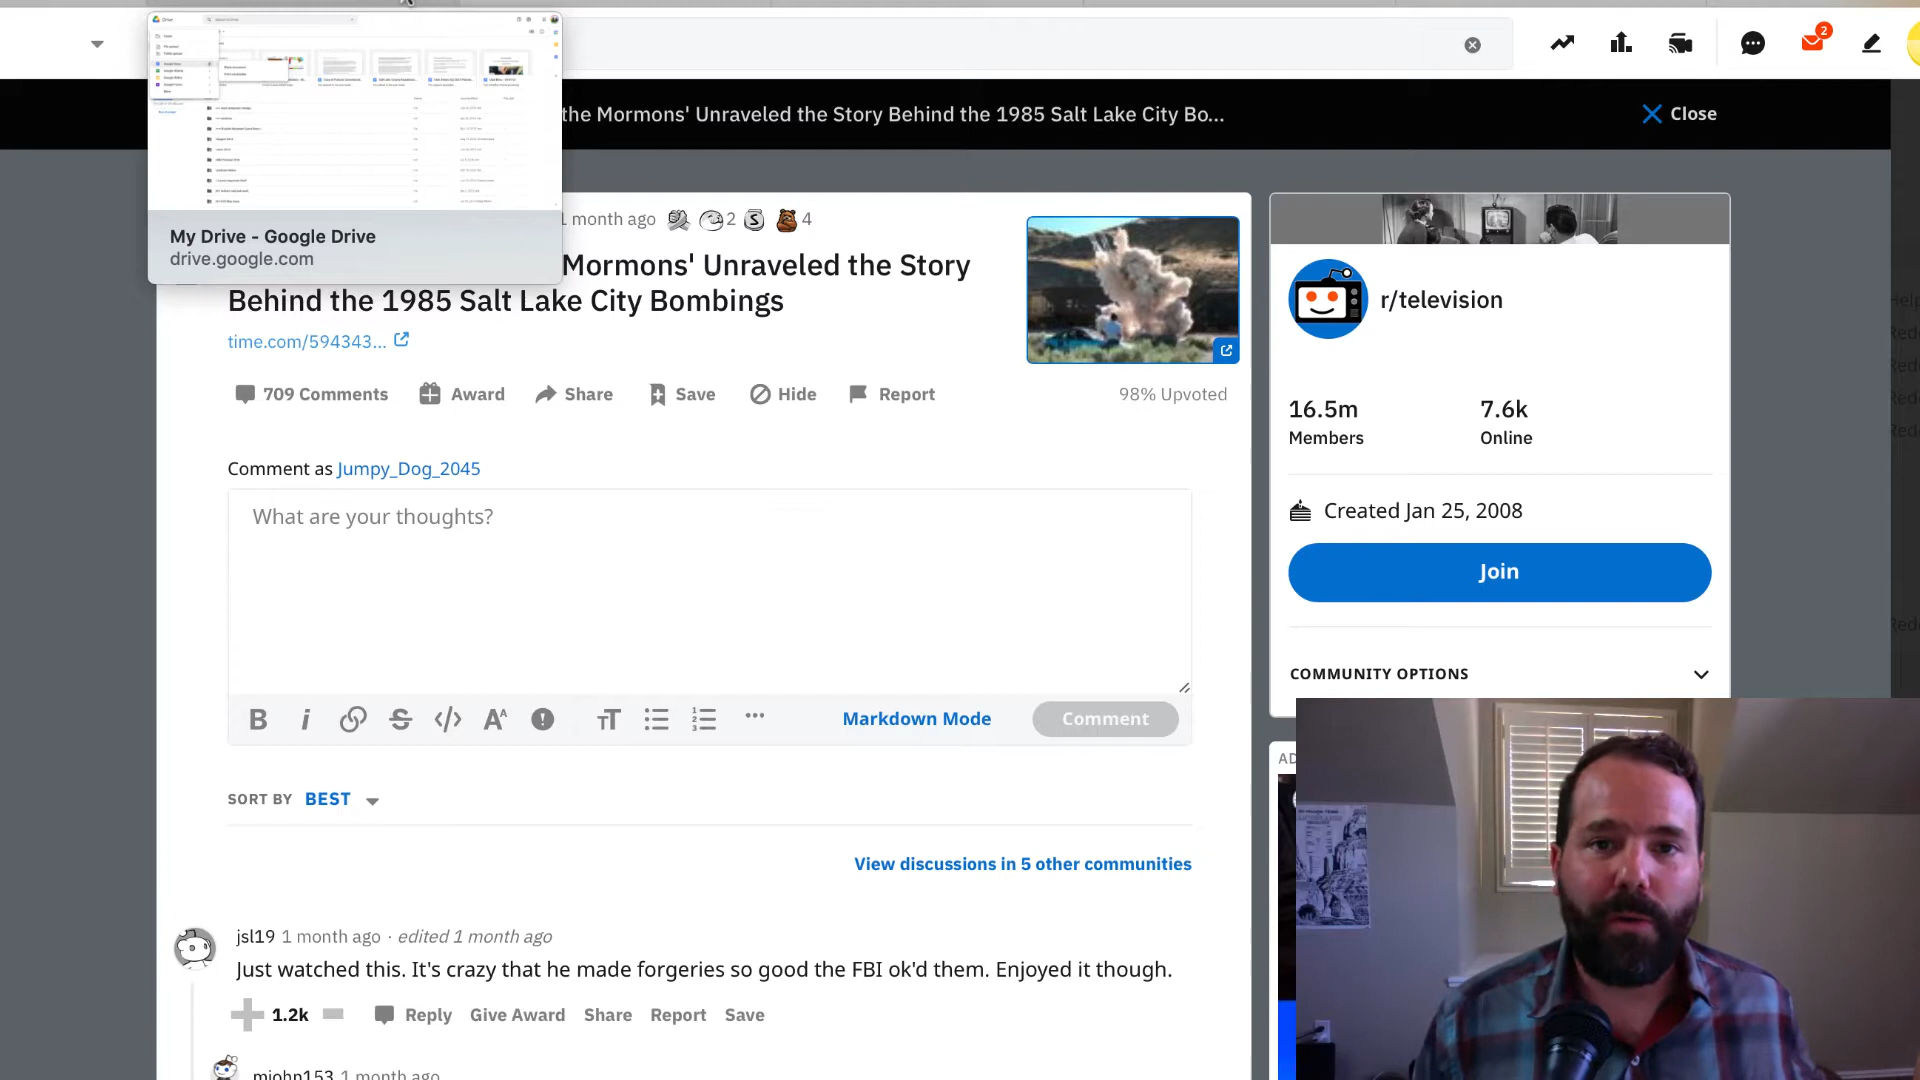 Drive
2
the Mormons' Unraveled the Story Behind the 1985 Salt Lake City Bo...
Close
My Drive - Google Drive
drive.google.com
1 month ago
2
4
Mormons' Unraveled the Story
Behind the 1985 Salt Lake City Bombings
time.com/594343...
709 Comments
Award
Share
Save
Hide
Report
98% Upvoted
Comment as Jumpy_Dog_2045
What are your thoughts?
Markdown Mode
Comment
SORT BY BEST
View discussions in 5 other communities
jsl19 1 month ago · edited 1 month ago
Just watched this. It's crazy that he made forgeries so good the FBI ok'd them. Enjoyed it though.
1.2k
Reply
Give Award
Share
Report
Save
mjohn153 1 month ago
r/television
16.5m
Members
7.6k
Online
Created Jan 25, 2008
Join
COMMUNITY OPTIONS